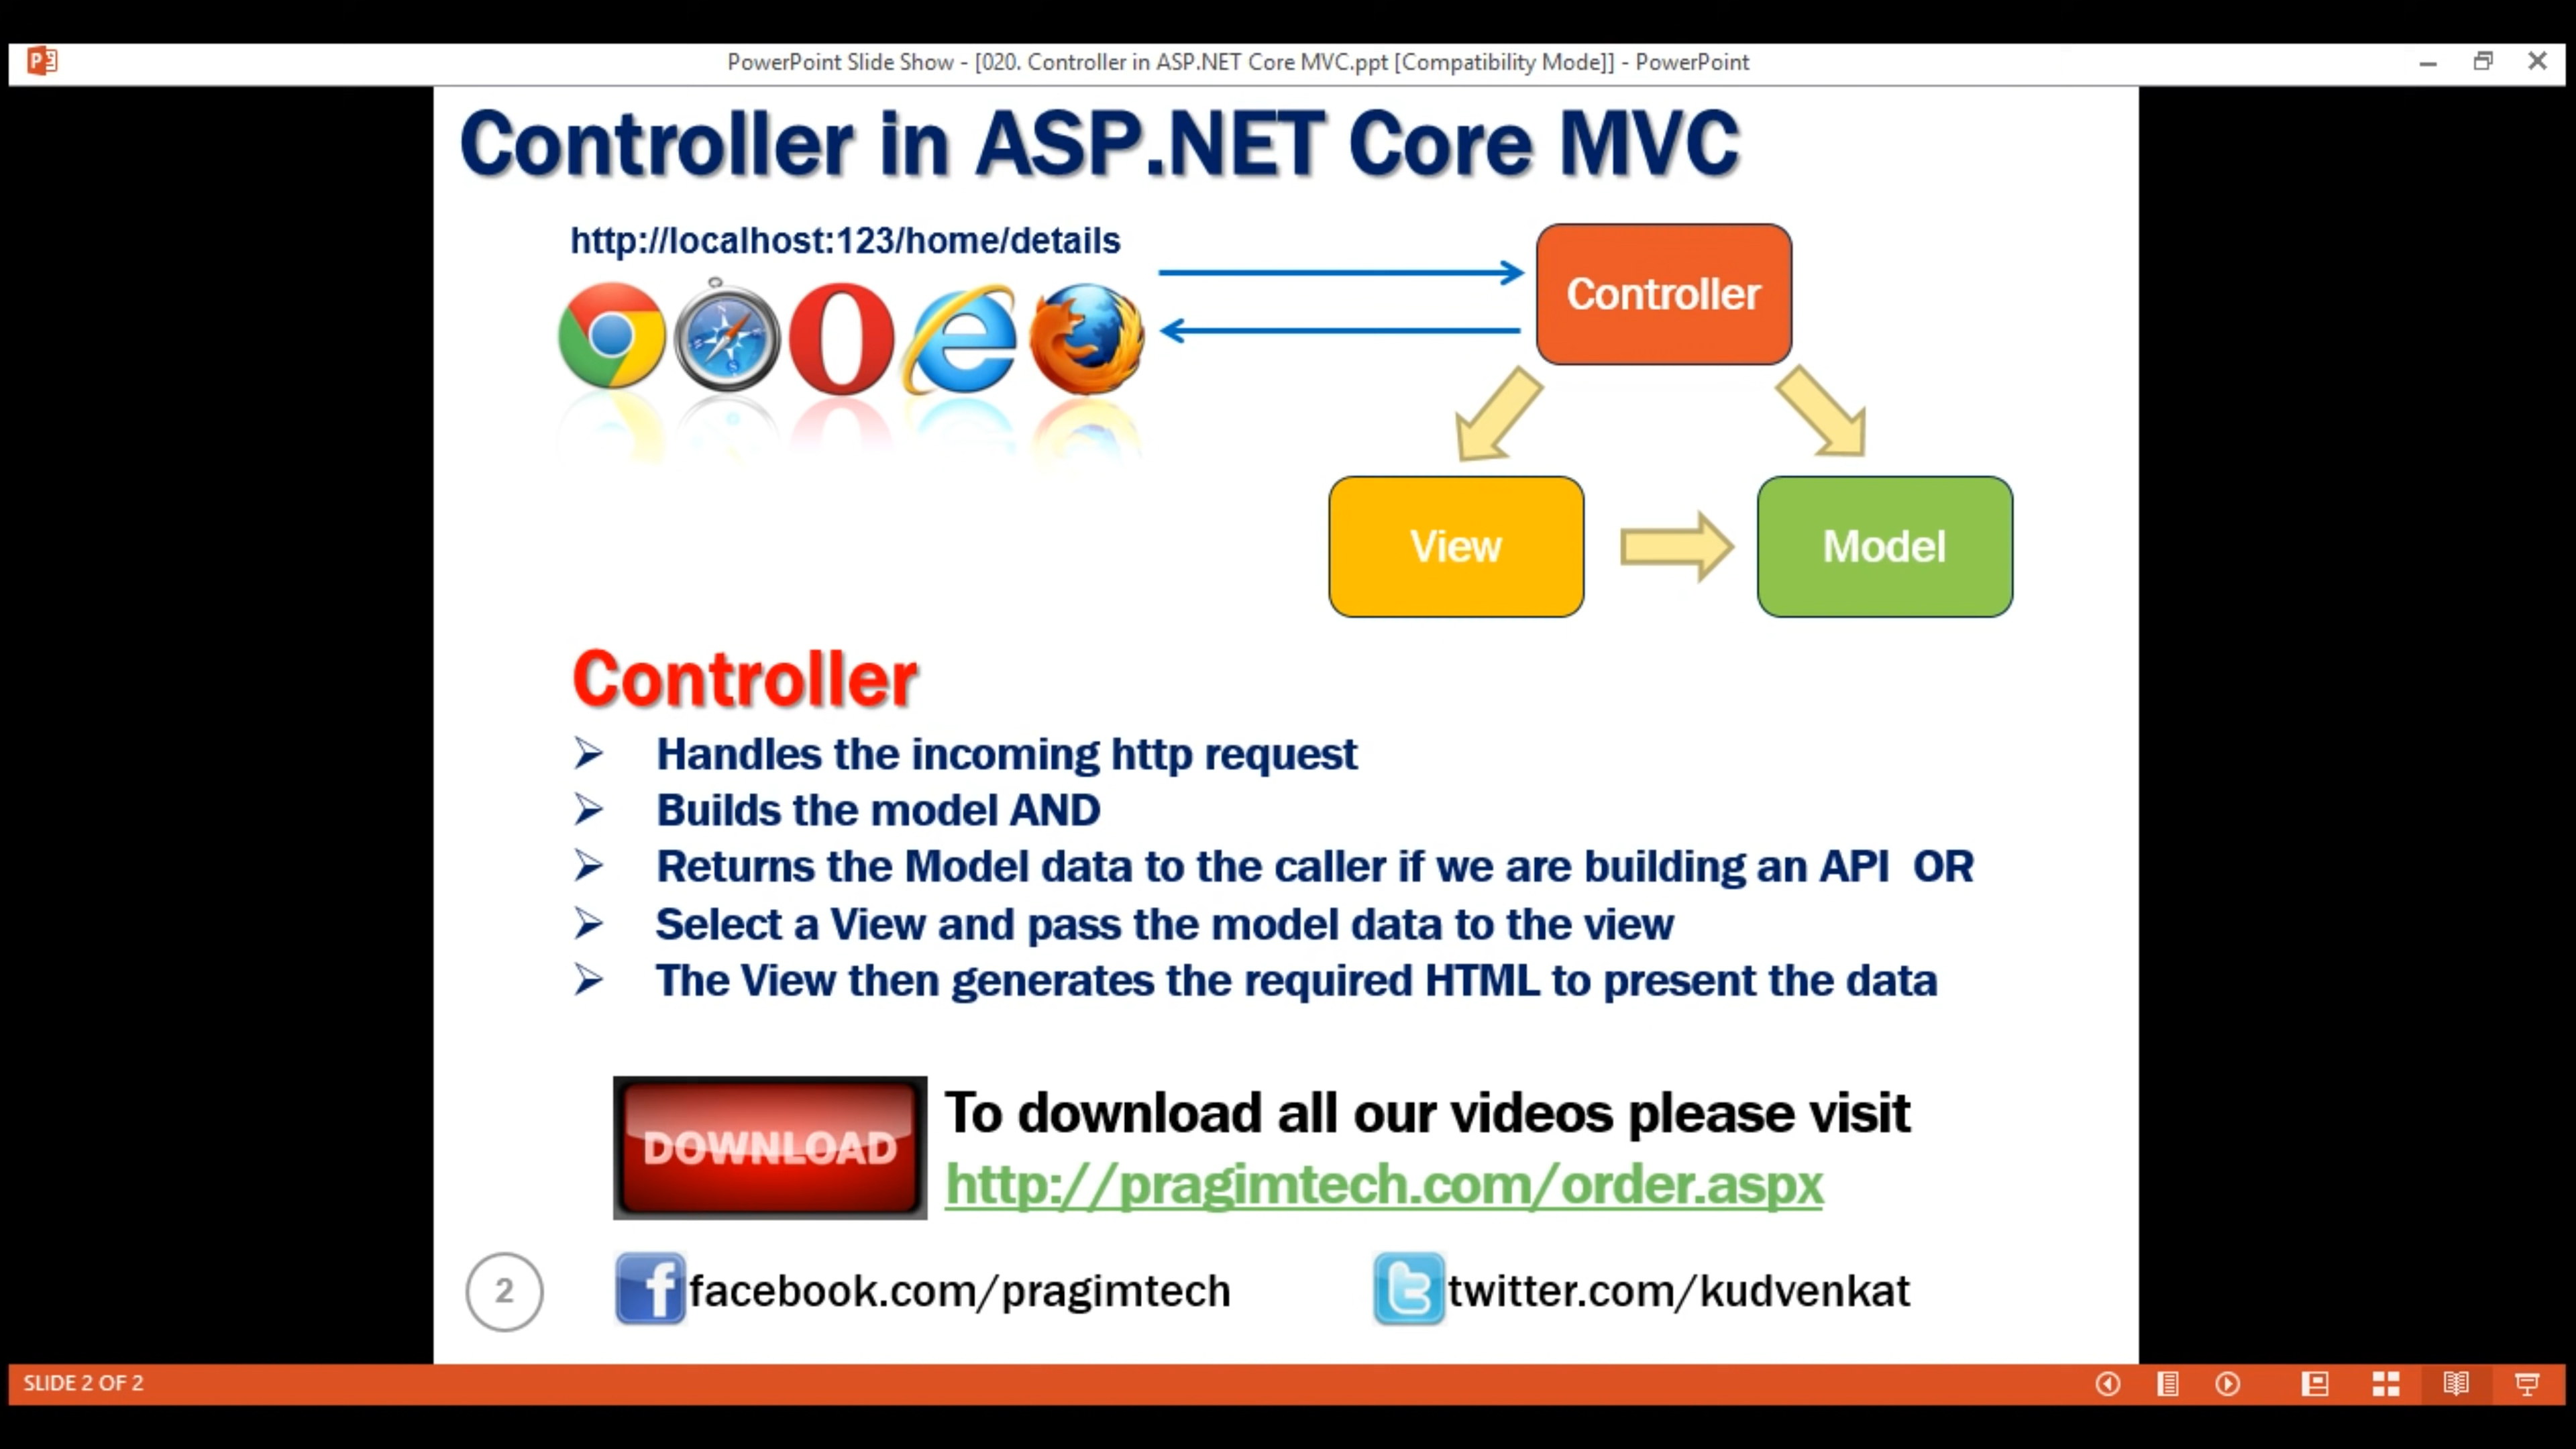 PowerPoint Slide Show - [020. Controller in ASP.NET Core MVC.ppt [Compatibility Mode]] - PowerPoint
Controller in ASP.NET Core MVC
http://localhost:123/home/details
Controller
View
Model
Controller
Handles the incoming http request
Builds the model AND
Returns the Model data to the caller if we are building an API  OR
Select a View and pass the model data to the view
The View then generates the required HTML to present the data
DOWNLOAD
To download all our videos please visit
http://pragimtech.com/order.aspx
2
facebook.com/pragimtech
twitter.com/kudvenkat
SLIDE 2 OF 2